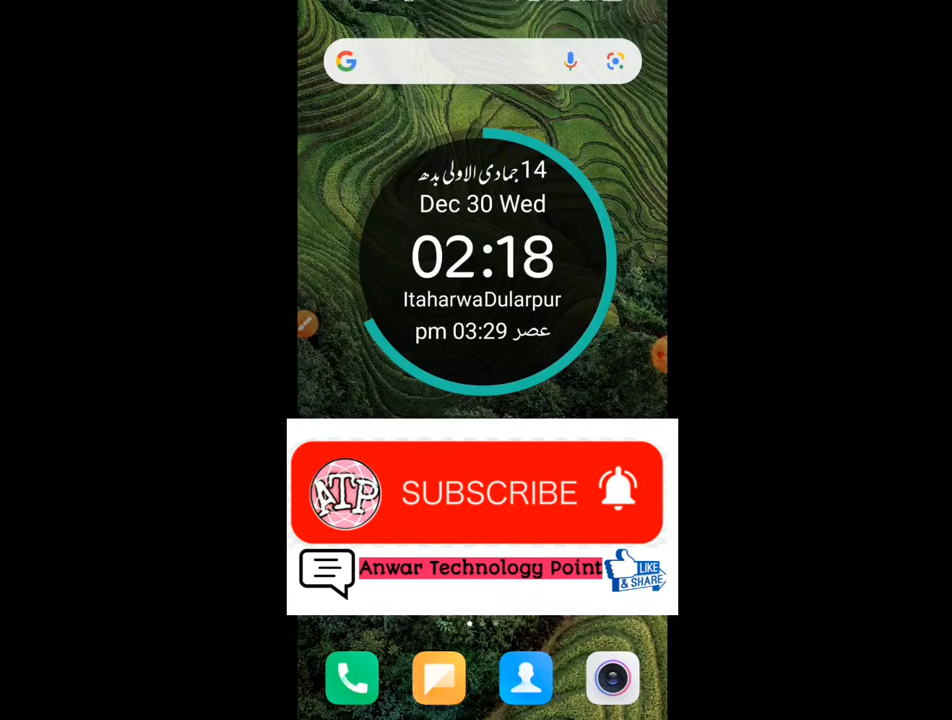 14 جمادی الاولی بدھ
Dec 30 Wed
02:18
ItaharwaDularpur
عصر 03:29 pm
ATP SUBSCRIBE
Anwar Technology Point
LIKE
& SHARE